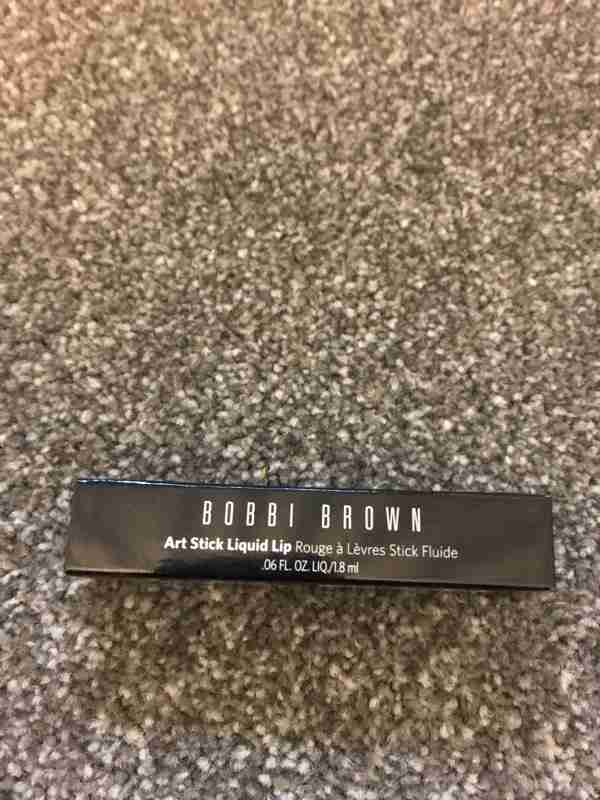 BOBBI BROWN
Art Stick Liquid Lip Rouge à Lèvres Stick Fluide
.06 FL. OZ. LIQ./1.8 ml